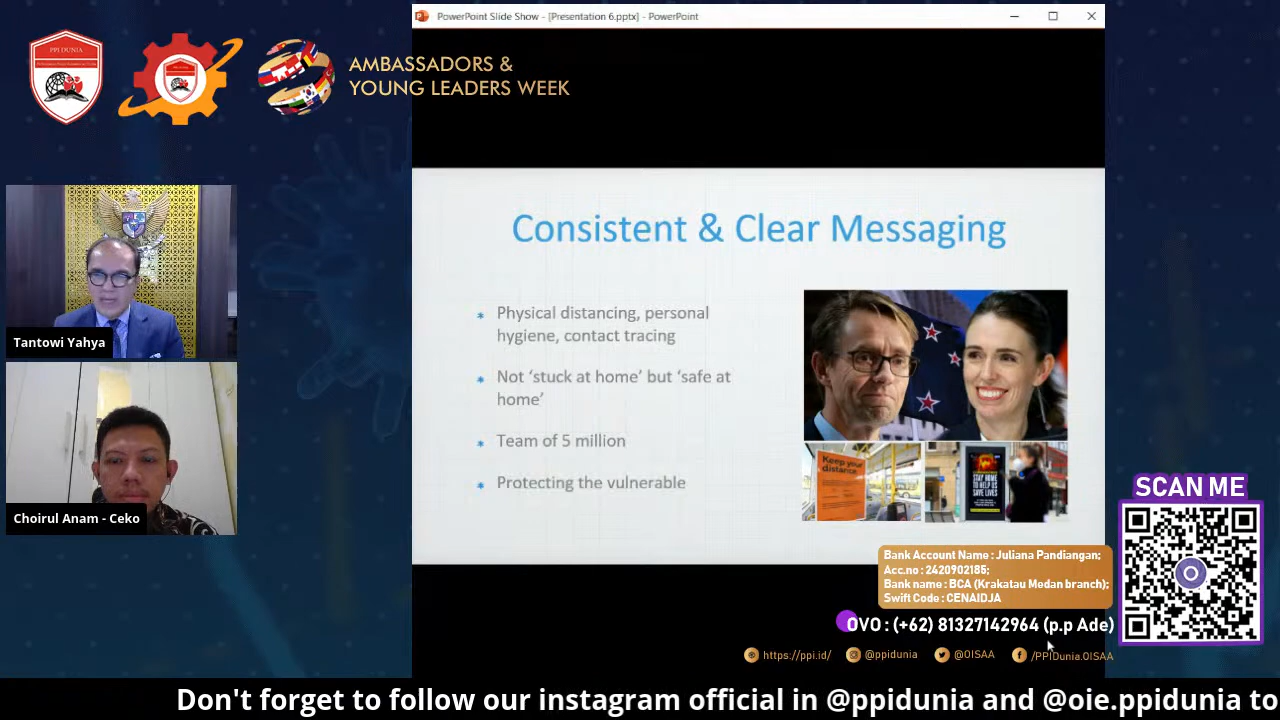 PowerPoint Slide Show - [Presentation 6.pptx] - PowerPoint
PPI DUNIA
AMBASSADORS &
YOUNG LEADERS WEEK
Consistent & Clear Messaging
Physical distancing, personal
hygiene, contact tracing
Not ‘stuck at home’ but ‘safe at
home’
Team of 5 million
Protecting the vulnerable
Keep your
distance
STAY HOME
TO HELP US
SAVE LIVES
Tantowi Yahya
Choirul Anam - Ceko
SCAN ME
Bank Account Name : Juliana Pandiangan;
Acc.no : 2420902185;
Bank name : BCA (Krakatau Medan branch);
Swift Code : CENAIDJA
OVO : (+62) 81327142964 (p.p Ade)
https://ppi.id/
@ppidunia
@OISAA
/PPIDunia.OISAA
Don't forget to follow our instagram official in @ppidunia and @oie.ppidunia to